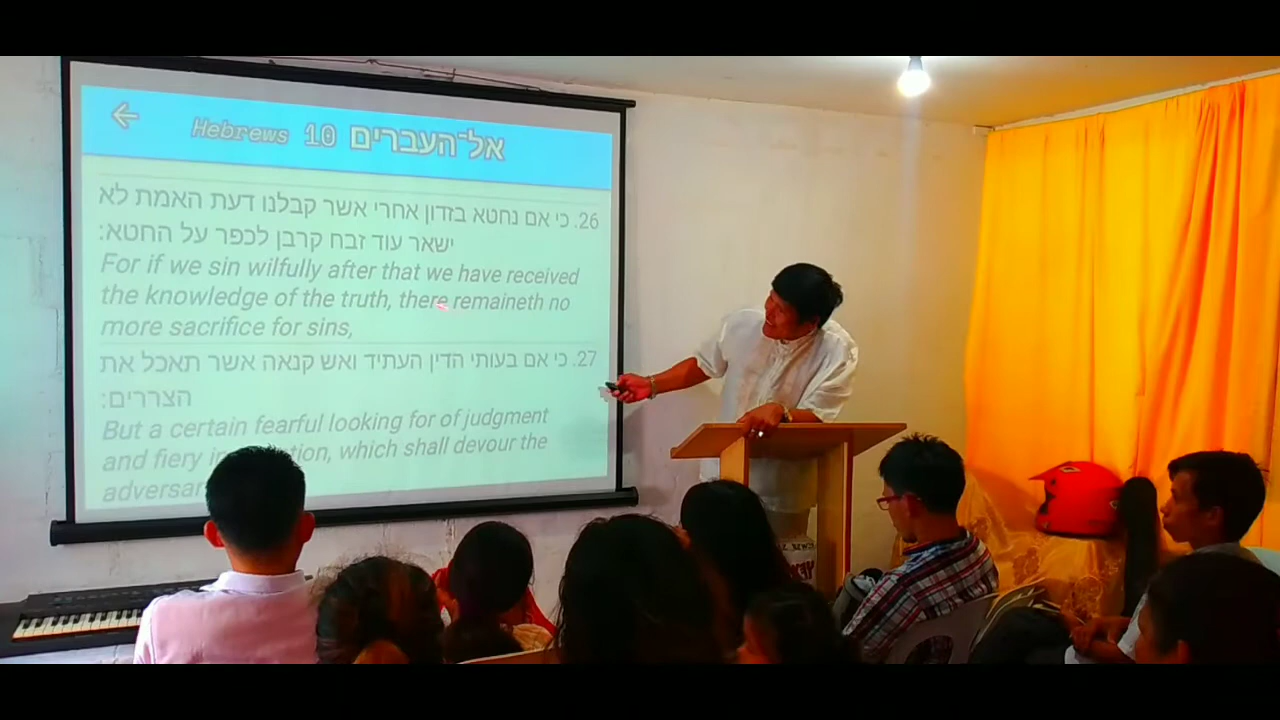 Hebrews 10 אל־העברים
26. כי אם נחטא בזדון אחרי אשר קבלנו דעת האמת לא
ישאר עוד זבח קרבן לכפר על החטא:
For if we sin wilfully after that we have received
the knowledge of the truth, there remaineth no
more sacrifice for sins,
27. כי אם בעותי הדין העתיד ואש קנאה אשר תאכל את
הצררים:
But a certain fearful looking for of judgment
and fiery which shall devour the